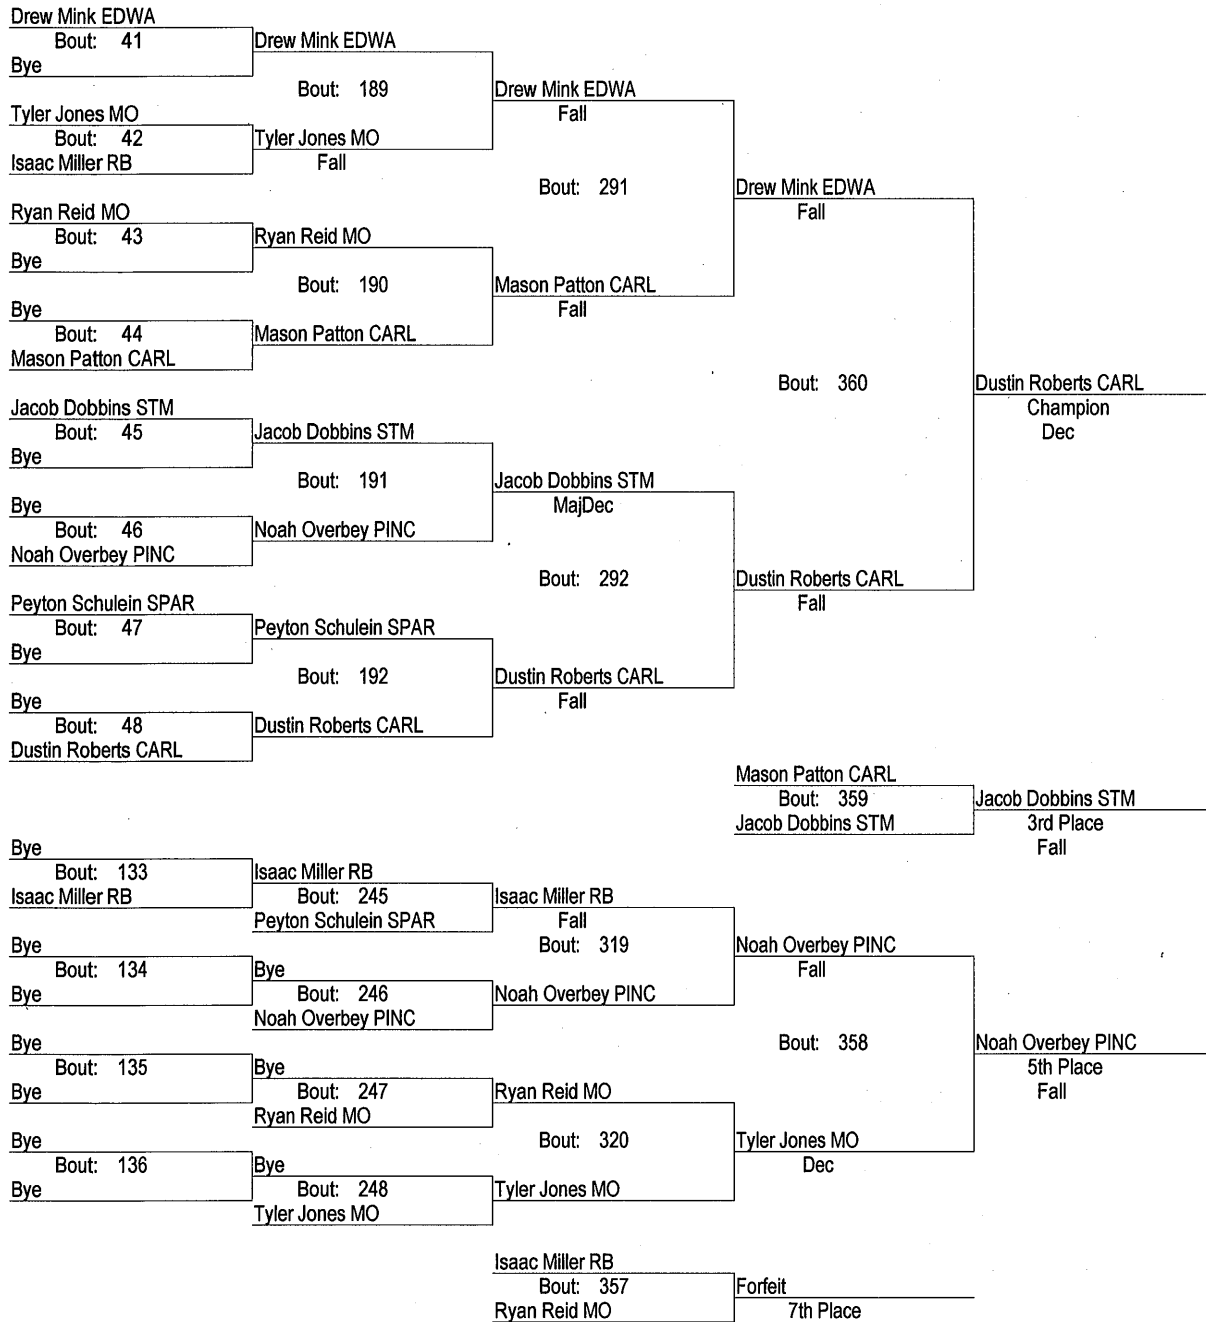 Drew Mink EDWA
Bout: 41
Bye
Drew Mink EDWA
Bout: 189
Tyler Jones MO
Bout: 42
Isaac Miller RB
Tyler Jones MO
Fall
Drew Mink EDWA
Fall
Bout: 291
Ryan Reid MO
Bout: 43
Bye
Ryan Reid MO
Bout: 190
Bye
Bout: 44
Mason Patton CARL
Mason Patton CARL
Mason Patton CARL
Fall
Drew Mink EDWA
Fall
Bout: 360
Jacob Dobbins STM
Bout: 45
Bye
Jacob Dobbins STM
Bout: 191
Bye
Bout: 46
Noah Overbey PINC
Noah Overbey PINC
Jacob Dobbins STM
MajDec
Bout: 292
Peyton Schulein SPAR
Bout: 47
Bye
Peyton Schulein SPAR
Bout: 192
Bye
Bout: 48
Dustin Roberts CARL
Dustin Roberts CARL
Dustin Roberts CARL
Fall
Dustin Roberts CARL
Fall
Dustin Roberts CARL
Champion
Dec
Mason Patton CARL
Bout: 359
Jacob Dobbins STM
Jacob Dobbins STM
3rd Place
Fall
Bye
Bout: 133
Isaac Miller RB
Isaac Miller RB
Bout: 245
Peyton Schulein SPAR
Isaac Miller RB
Fall
Bout: 319
Bye
Bout: 134
Bye
Bye
Bout: 246
Noah Overbey PINC
Noah Overbey PINC
Noah Overbey PINC
Fall
Bout: 358
Bye
Bout: 135
Bye
Bye
Bout: 247
Ryan Reid MO
Ryan Reid MO
Bout: 320
Bye
Bout: 136
Bye
Bye
Bout: 248
Tyler Jones MO
Tyler Jones MO
Tyler Jones MO
Dec
Noah Overbey PINC
5th Place
Fall
Isaac Miller RB
Bout: 357
Ryan Reid MO
Forfeit
7th Place